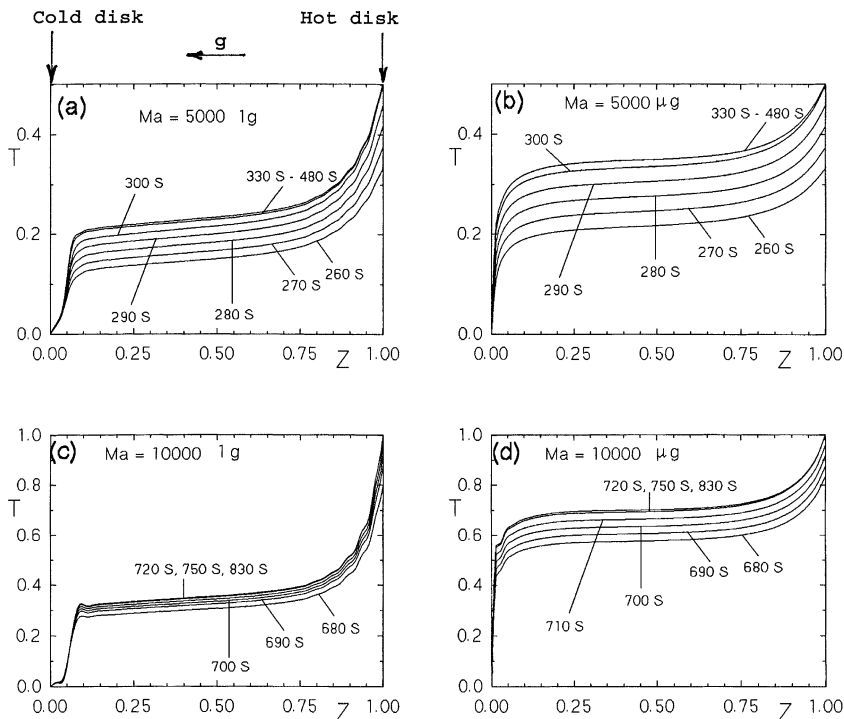 Cold disk
g
Hot disk
(a)
Ma = 5000 1g
T
0.4
0.2
0.0
300 S
330 S - 480 S
260 S
270 S
280 S
290 S
0.00 0.25 0.50 0.75 1.00
Z
(b)
Ma = 5000 μg
T
0.4
0.2
0.0
300 S
330 S - 480 S
260 S
270 S
280 S
290 S
0.00 0.25 0.50 0.75 1.00
Z
(c)
Ma = 10000 1g
T
1.0
0.8
0.6
0.4
0.2
0.0
720 S, 750 S, 830 S
680 S
690 S
700 S
0.00 0.25 0.50 0.75 1.00
Z
(d)
Ma = 10000 μg
T
1.0
0.8
0.6
0.4
0.2
0.0
720 S, 750 S, 830 S
680 S
690 S
700 S
710 S
0.00 0.25 0.50 0.75 1.00
Z